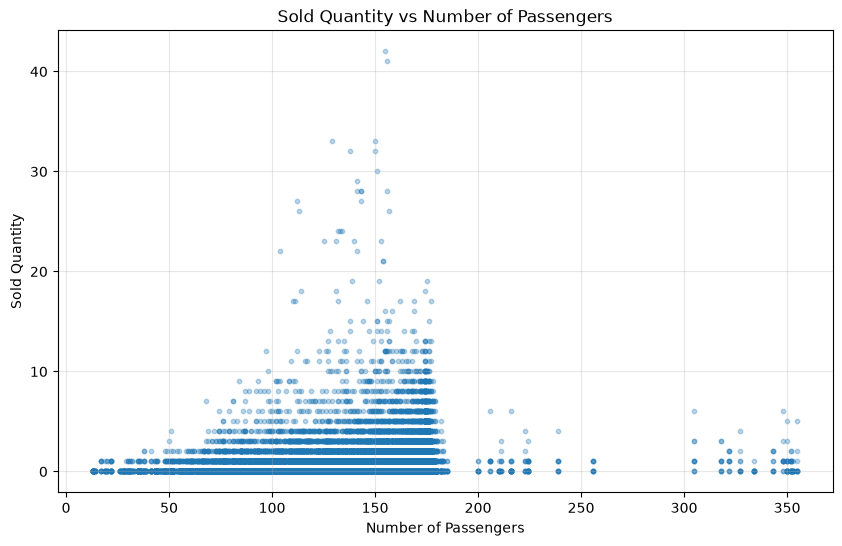 Sold Quantity vs Number of Passengers
40
30
20
10
0
Sold Quantity
0 50 100 150 200 250 300 350
Number of Passengers